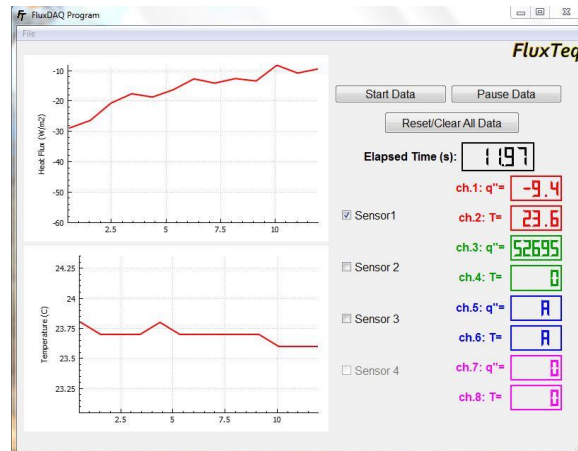 FT FluxDAQ Program
File
FluxTeq
Start Data
Pause Data
Reset/Clear All Data
Elapsed Time (s): 11.97
ch.1: q"= -9.4
Sensor1
ch.2: T= 23.6
ch.3: q"= 52695
Sensor 2
ch.4: T= 0
ch.5: q"= A
Sensor 3
ch.6: T= A
ch.7: q"= 0
Sensor 4
ch.8: T= 0
Heat Flux (W/m2)
-10
-20
-30
-40
-50
-60
2.5 5 7.5 10
Temperature (C)
24.25
24
23.75
23.5
23.25
2.5 5 7.5 10